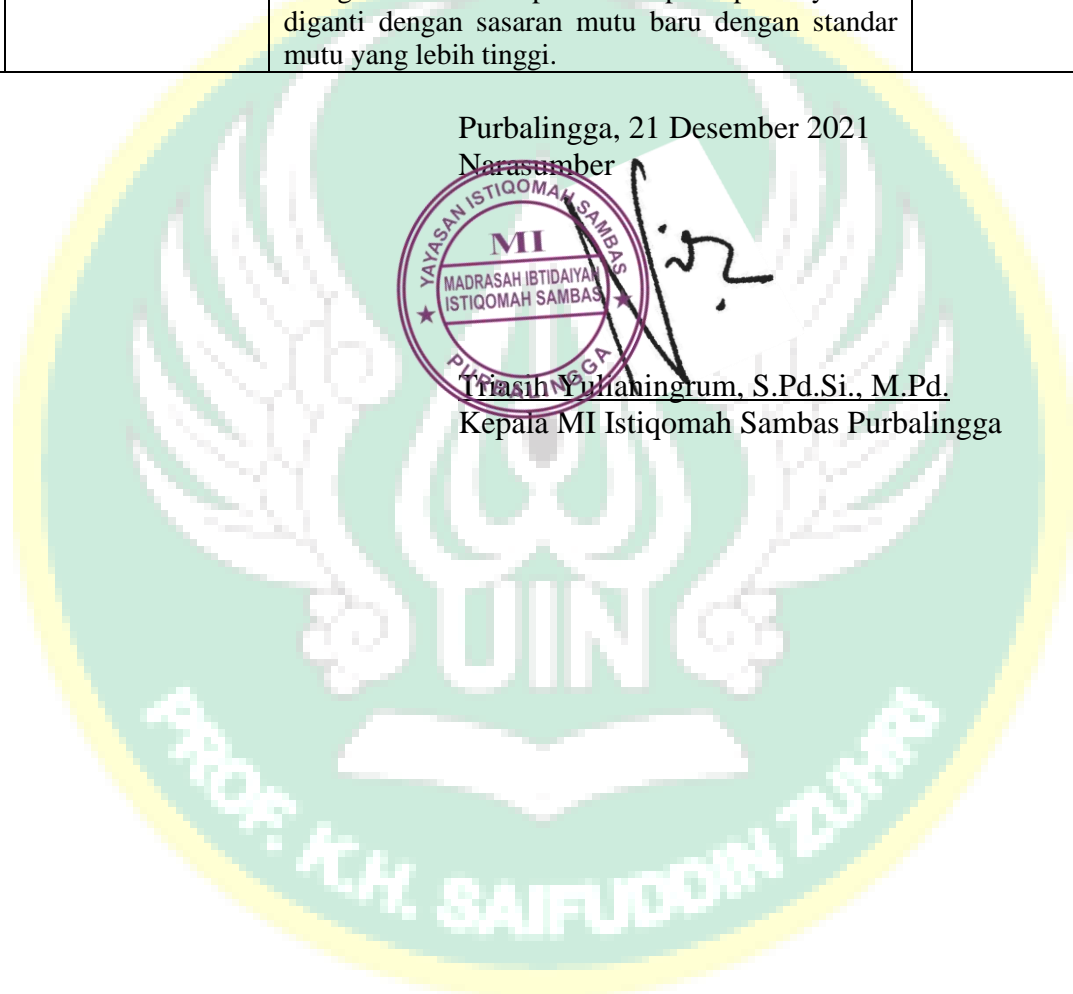 diganti dengan sasaran mutu baru dengan standar
mutu yang lebih tinggi.
Purbalingga, 21 Desember 2021
Narasumber
YAYASAN ISTIQOMAH SAMBAS
MI
MADRASAH IBTIDAIYAH
ISTIQOMAH SAMBAS
PURBALINGGA
Triasih Yulianingrum, S.Pd.Si., M.Pd.
Kepala MI Istiqomah Sambas Purbalingga
UIN
PROF. K.H. SAIFUDDIN ZUHRI